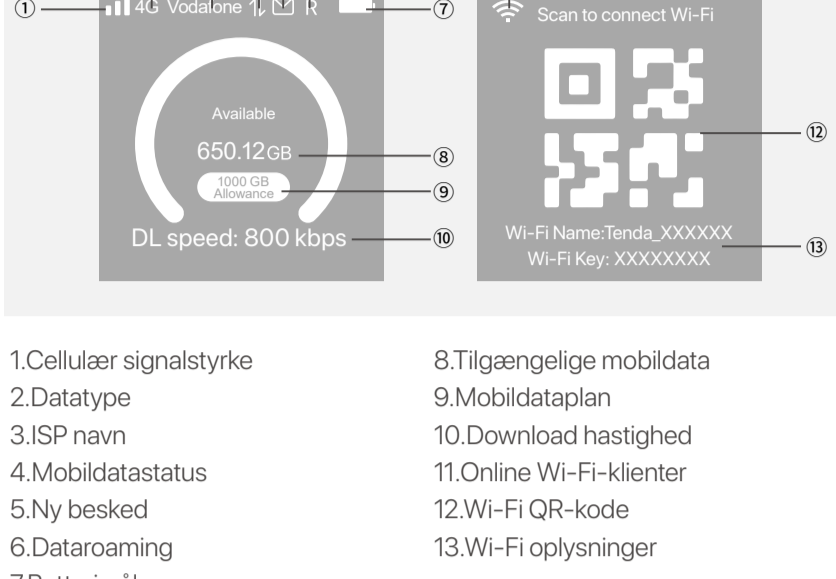 ① 4G Vodafone R ⑦
Available
650.12GB ⑧
1000 GB
Allowance ⑨
DL speed: 800 kbps ⑩
Scan to connect Wi-Fi
⑫
Wi-Fi Name:Tenda_XXXXXX
Wi-Fi Key: XXXXXXXX
⑬
1.Cellulær signalstyrke
2.Datatype
3.ISP navn
4.Mobildatastatus
5.Ny besked
6.Dataroaming
8.Tilgængelige mobildata
9.Mobildataplan
10.Download hastighed
11.Online Wi-Fi-klienter
12.Wi-Fi QR-kode
13.Wi-Fi oplysninger